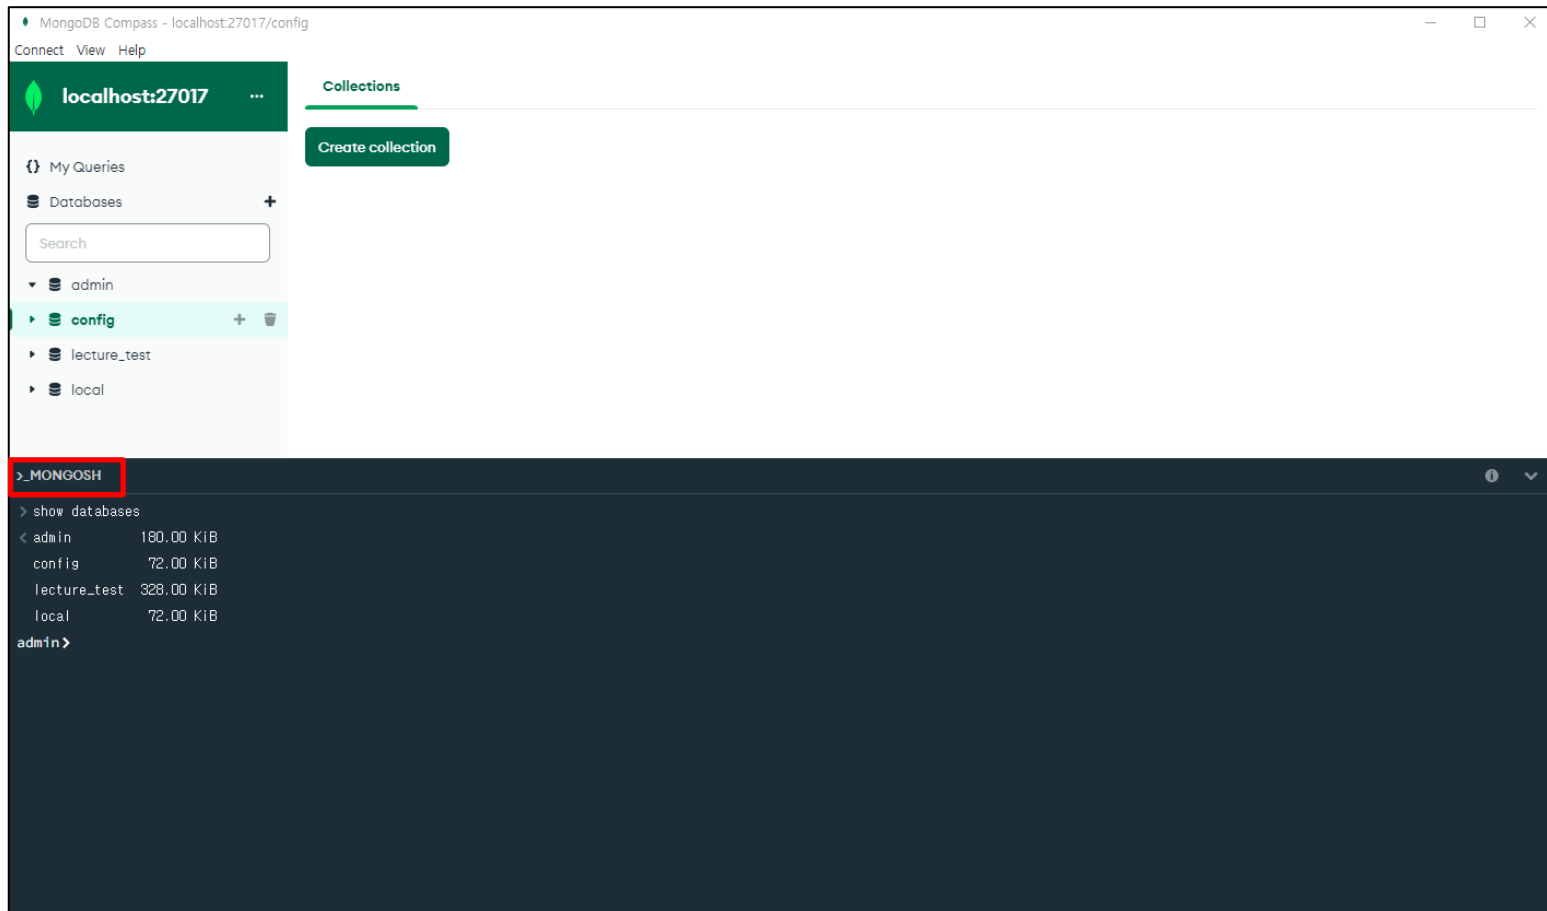 MongoDB Compass - localhost:27017/config
Connect View Help
localhost:27017 ...
Collections
Create collection
{} My Queries
Databases +
Search
admin
config +
lecture_test
local
>_MONGOSH
> show databases
< admin 180.00 KiB
config 72.00 KiB
lecture_test 328.00 KiB
local 72.00 KiB
admin>